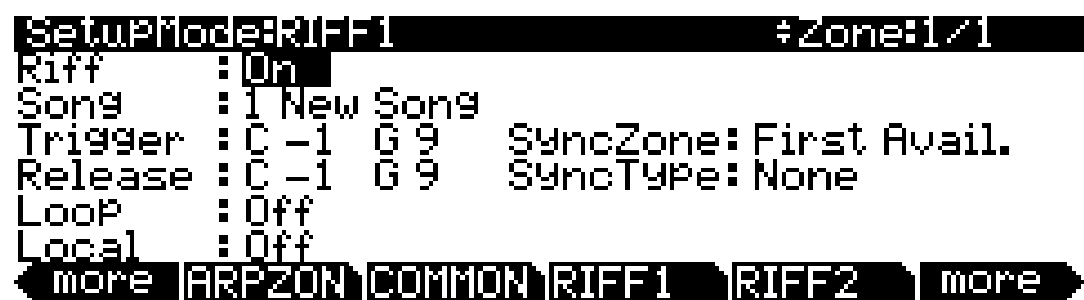 SetupMode:RIFF1 Zone:1/1
Riff :On
Song :1 New Song
Trigger :C -1 G 9 SyncZone:First Avail.
Release :C -1 G 9 SyncType:None
Loop :Off
Local :Off
more ARPZON COMMON RIFF1 RIFF2 more